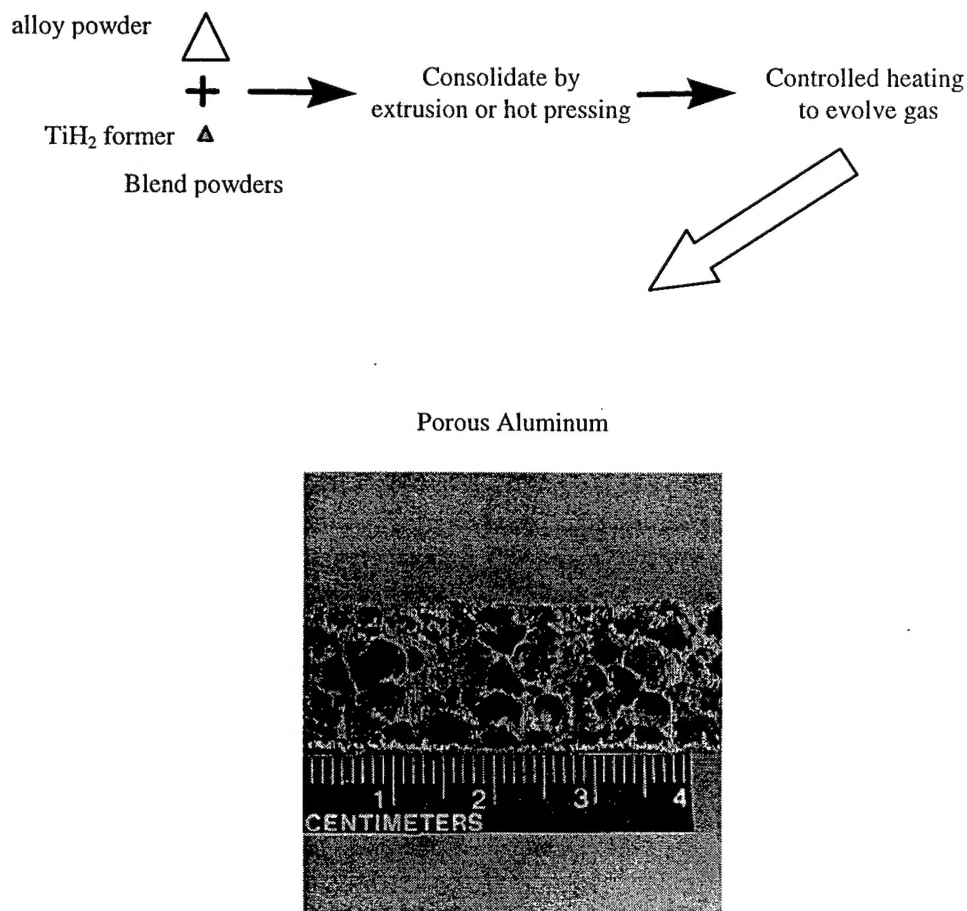 alloy powder
+
TiH₂ former
Blend powders
Consolidate by
extrusion or hot pressing
Controlled heating
to evolve gas
Porous Aluminum
1 2 3 4
CENTIMETERS